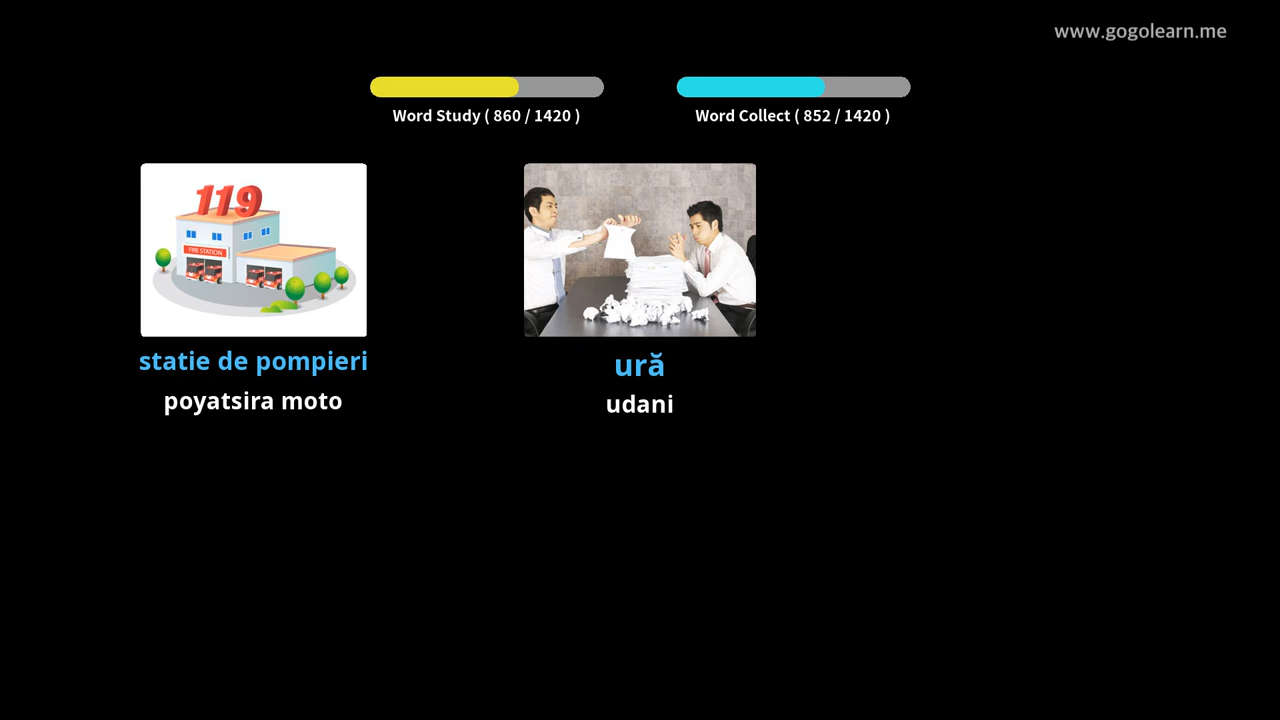 www.gogolearn.me
Word Study ( 860 / 1420 )
Word Collect ( 852 / 1420 )
119
FIRE STATION
statie de pompieri
poyatsira moto
ură
udani